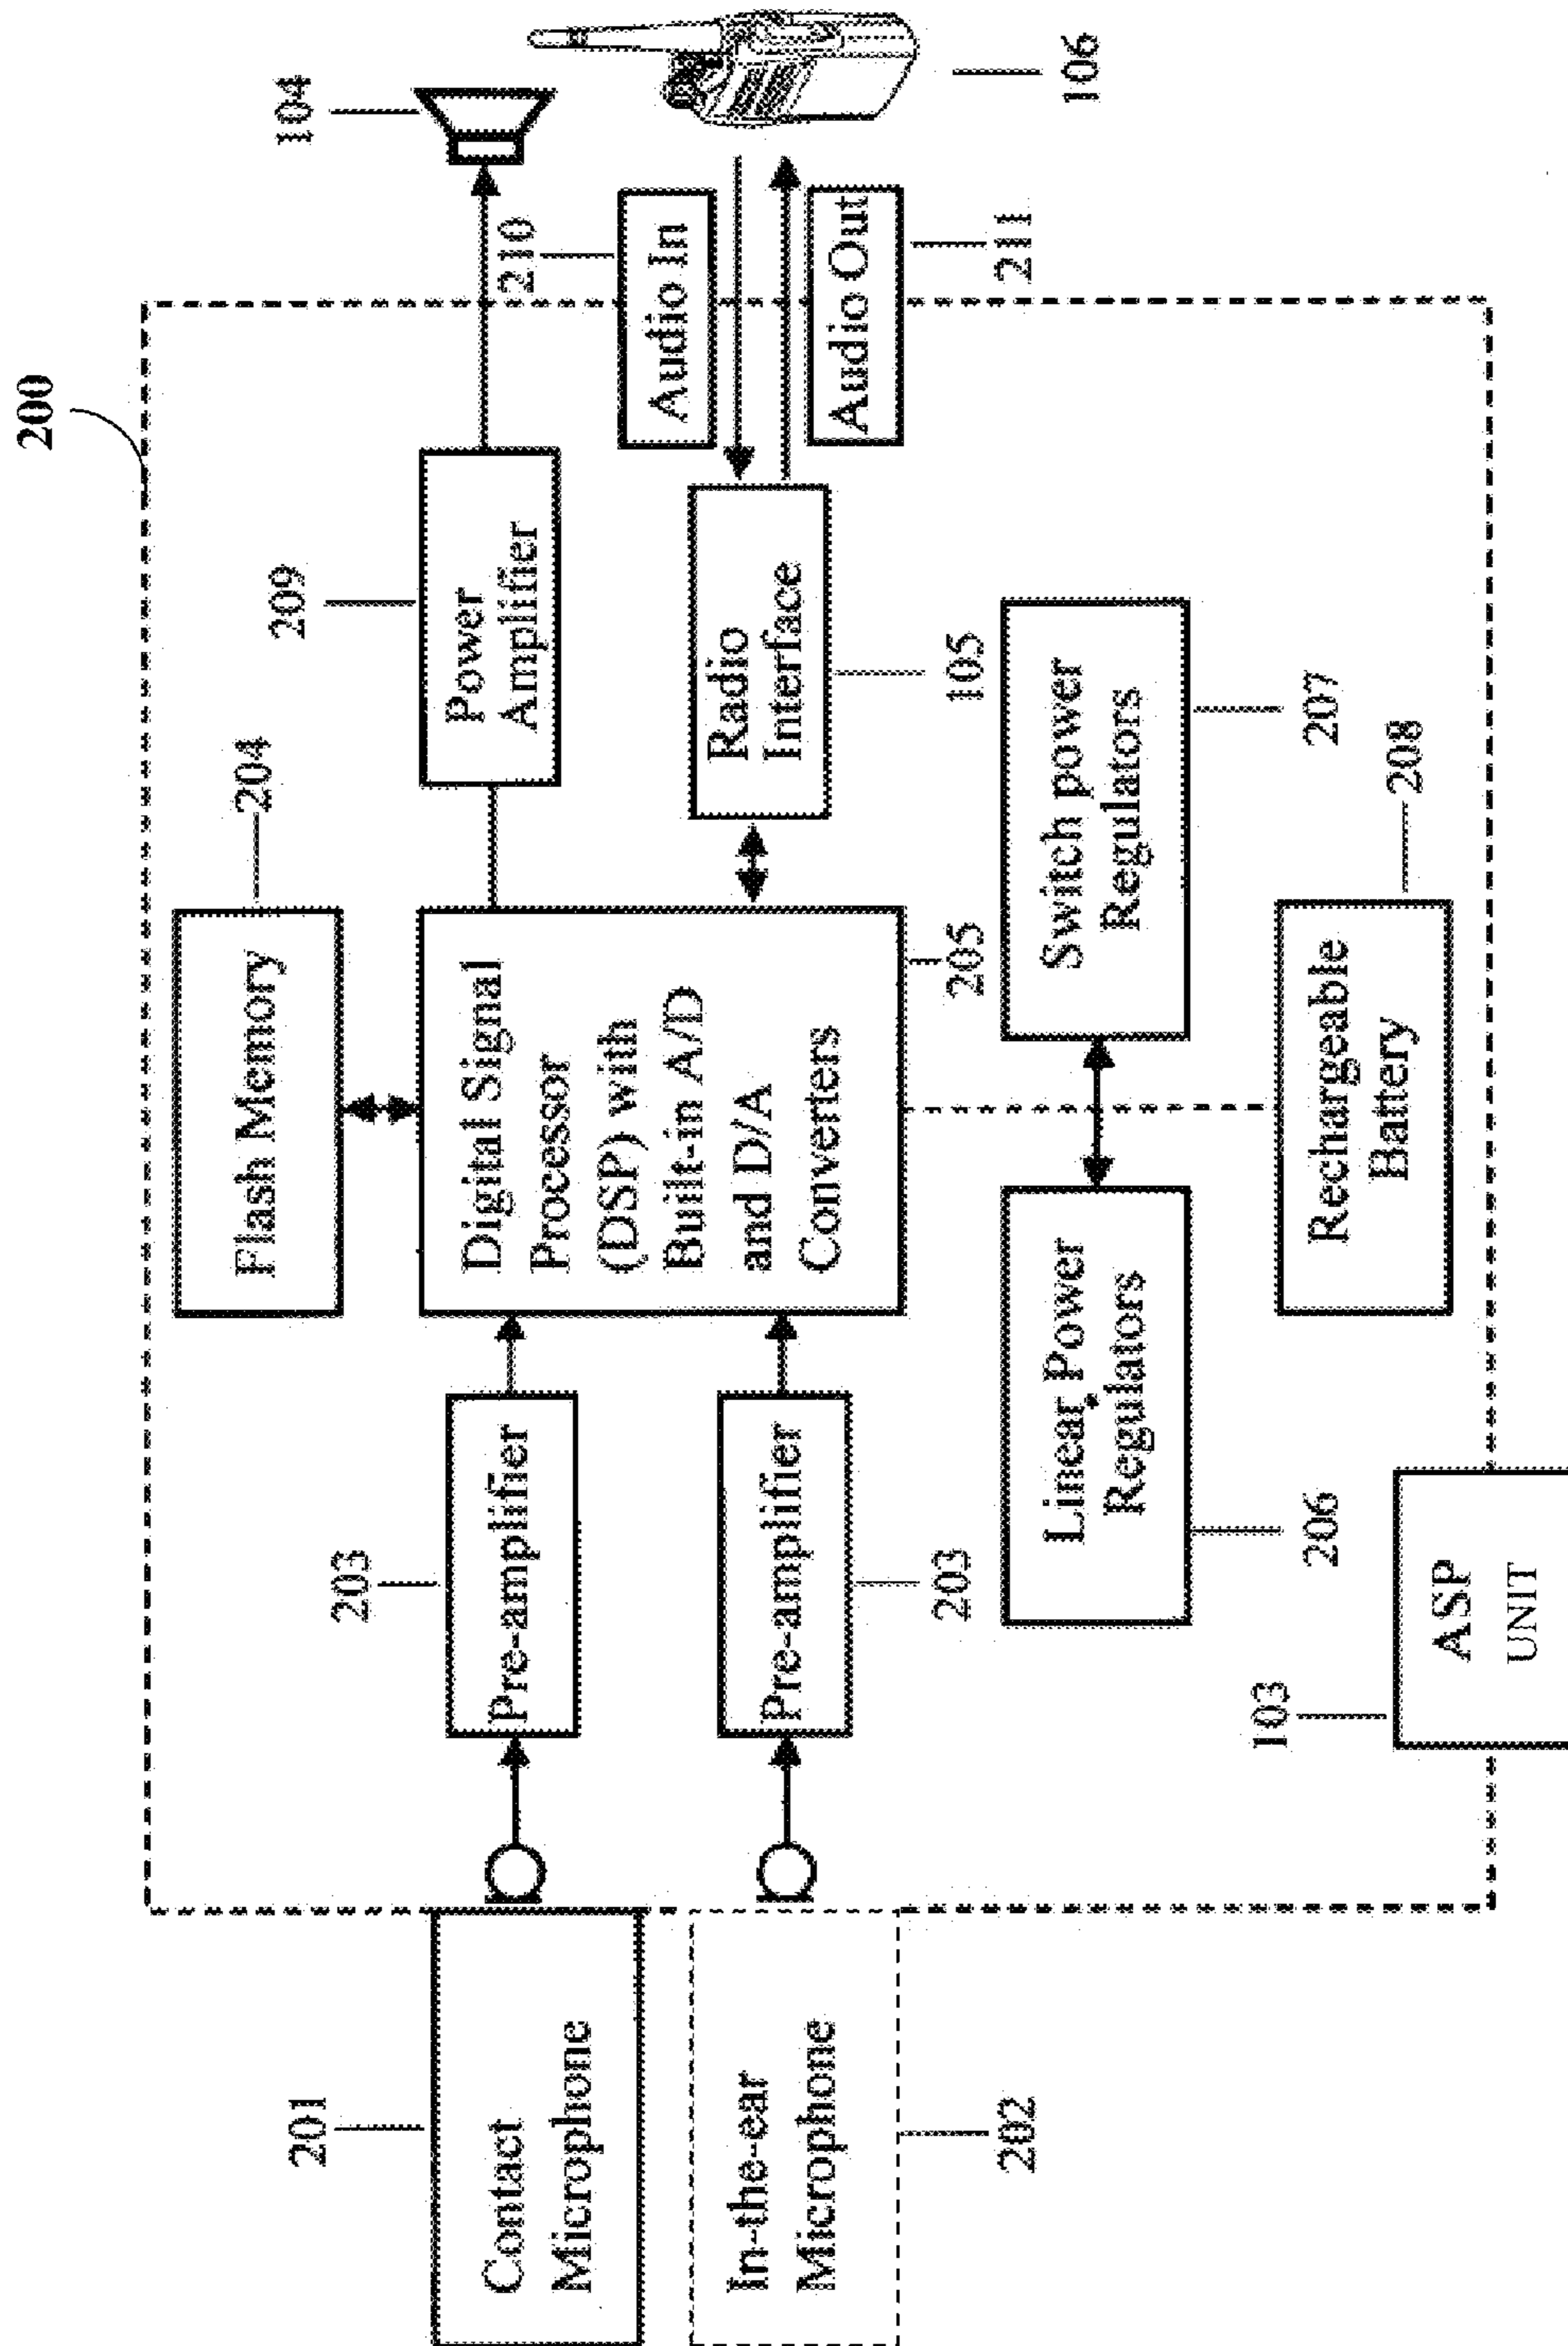 200
201
Contact
Microphone
In-the-ear
Microphone
202
203
Pre-amplifier
Pre-amplifier
203
Flash Memory
204
Digital Signal
Processor
(DSP) with
Built-in A/D
and D/A
Converters
205
209
Power
Amplifier
104
210
Audio In
Radio
Interface
105
Audio Out
211
106
Linear Power
Regulators
206
Switch power
Regulators
207
Rechargeable
Battery
208
103
ASP
UNIT